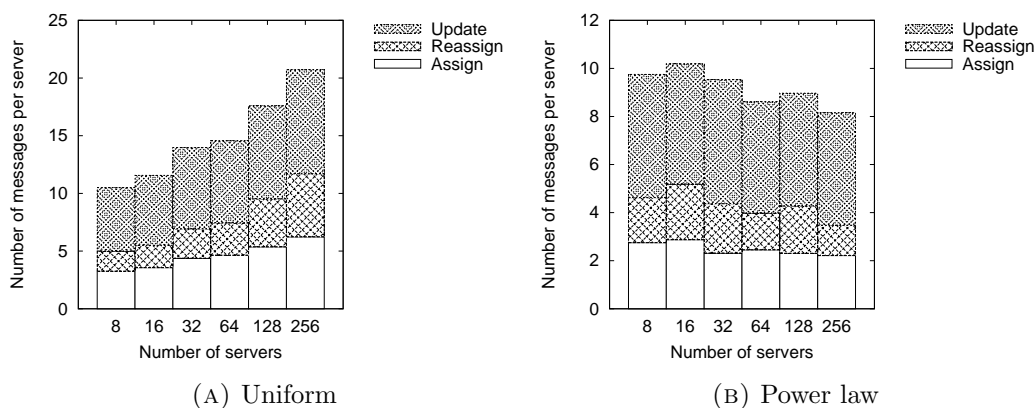 25
20
15
10
5
0
Number of messages per server
8 16 32 64 128 256
Number of servers
Update
Reassign
Assign
(A) Uniform
12
10
8
6
4
2
0
Number of messages per server
8 16 32 64 128 256
Number of servers
Update
Reassign
Assign
(B) Power law